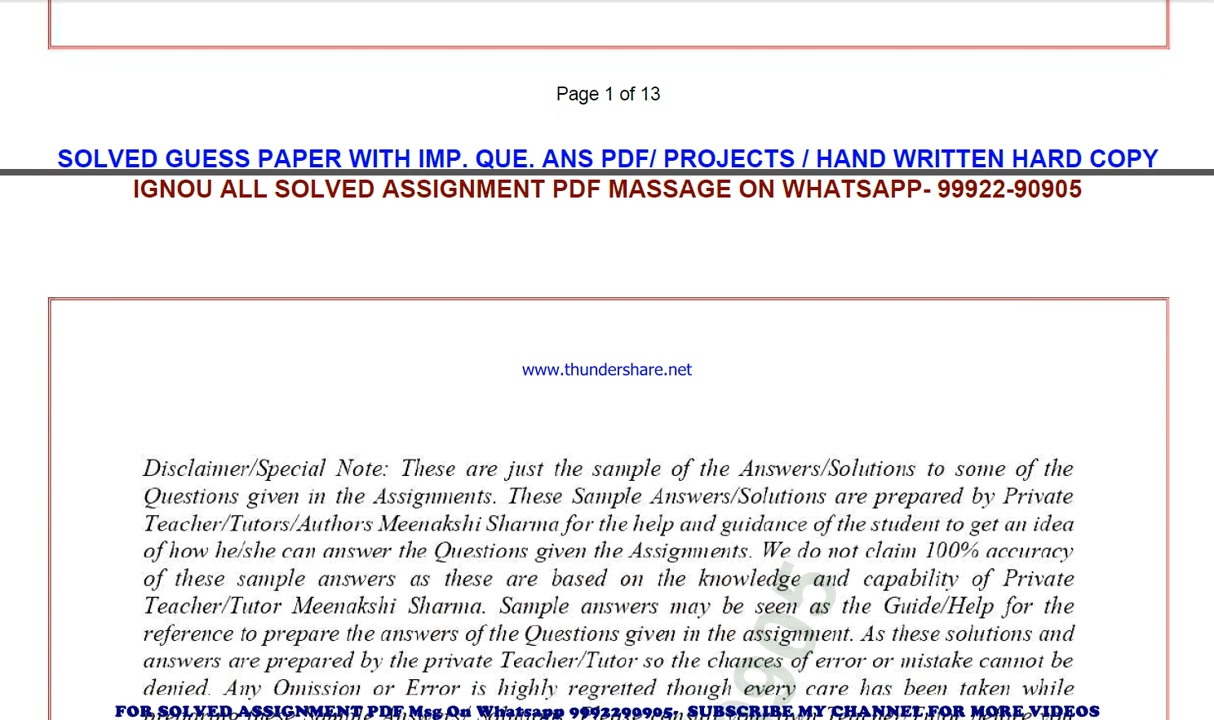 Page 1 of 13
SOLVED GUESS PAPER WITH IMP. QUE. ANS PDF/ PROJECTS / HAND WRITTEN HARD COPY
IGNOU ALL SOLVED ASSIGNMENT PDF MASSAGE ON WHATSAPP- 99922-90905
www.thundershare.net
Disclaimer/Special Note: These are just the sample of the Answers/Solutions to some of the
Questions given in the Assignments. These Sample Answers/Solutions are prepared by Private
Teacher/Tutors/Authors Meenakshi Sharma for the help and guidance of the student to get an idea
of how he/she can answer the Questions given the Assignments. We do not claim 100% accuracy
of these sample answers as these are based on the knowledge and capability of Private
Teacher/Tutor Meenakshi Sharma. Sample answers may be seen as the Guide/Help for the
reference to prepare the answers of the Questions given in the assignment. As these solutions and
answers are prepared by the private Teacher/Tutor so the chances of error or mistake cannot be
denied. Any Omission or Error is highly regretted though every care has been taken while
FOR SOLVED ASSIGNMENT PDF Msg On Whatsapp 9992290905, SUBSCRIBE MY CHANNEL FOR MORE VIDEOS